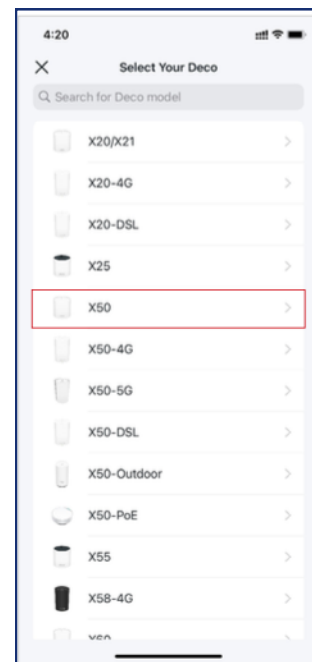 4:20
Select Your Deco
Search for Deco model
X20/X21
X20-4G
X20-DSL
X25
X50
X50-4G
X50-5G
X50-DSL
X50-Outdoor
X50-PoE
X55
X58-4G
X60